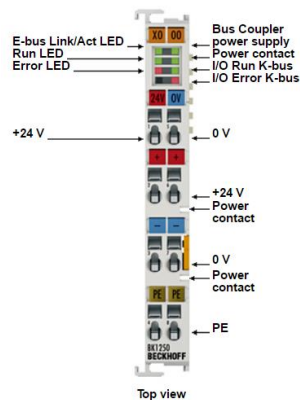 E-bus Link/Act LED
Run LED
Error LED
Bus Coupler
power supply
Power contact
I/O Run K-bus
I/O Error K-bus
X0 00
24V 0V
+24 V
0 V
+ +
+24 V
Power
contact
- -
0 V
Power
contact
PE PE
PE
BK1250
BECKHOFF
Top view